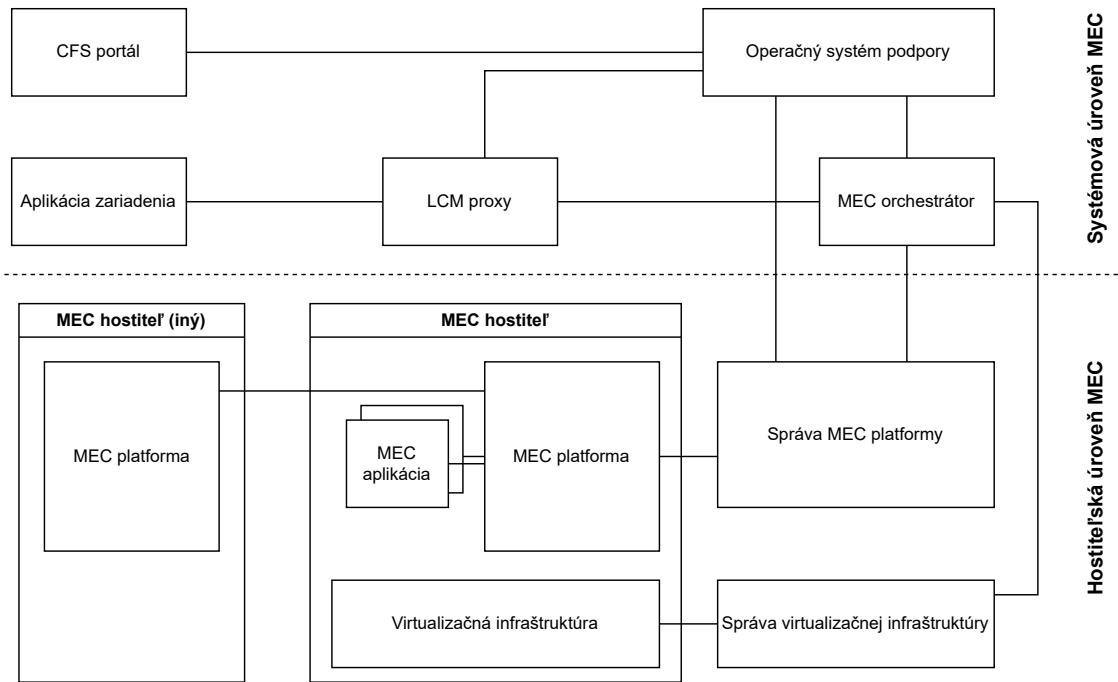 CFS portál
Operačný systém podpory
Systémová úroveň MEC
Aplikácia zariadenia
LCM proxy
MEC orchestrátor
MEC hostiteľ (iný)
MEC hostiteľ
Hostiteľská úroveň MEC
MEC platforma
MEC
aplikácia
MEC platforma
Správa MEC platformy
Virtualizačná infraštruktúra
Správa virtualizačnej infraštruktúry